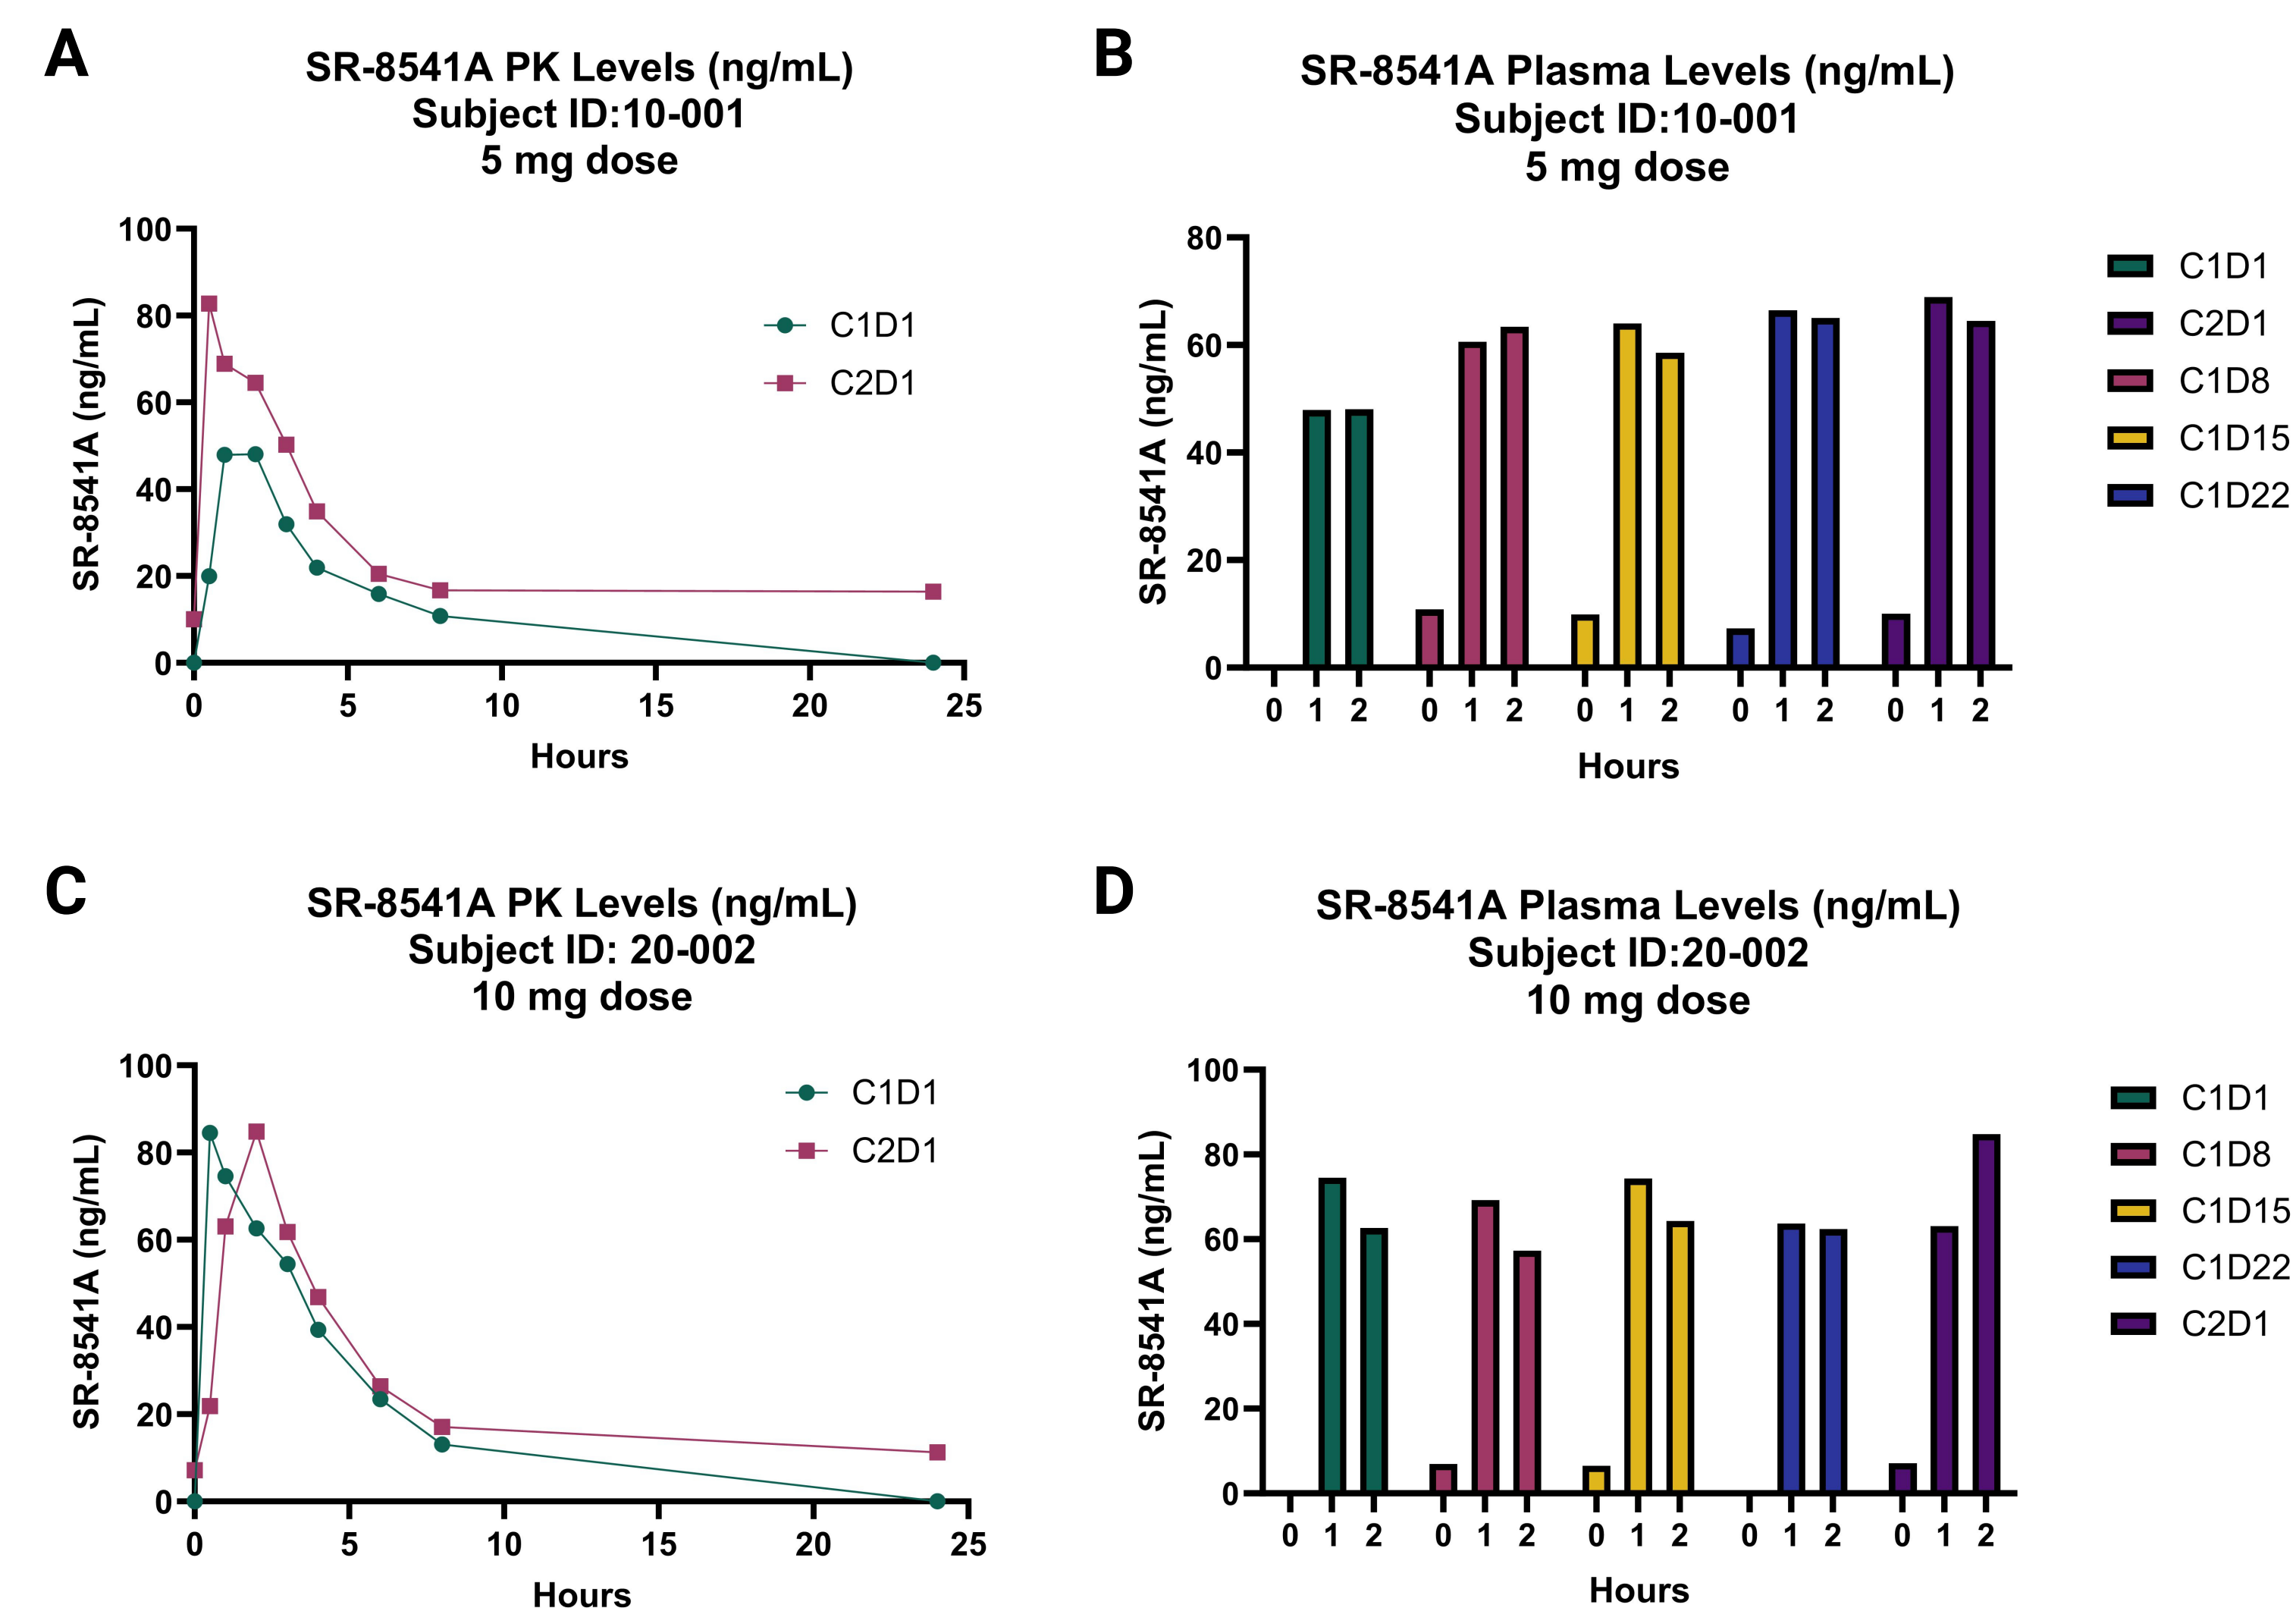 A
SR-8541A PK Levels (ng/mL)
Subject ID:10-001
5 mg dose
SR-8541A (ng/mL)
100
80
60
40
20
0
0 5 10 15 20 25
Hours
C1D1
C2D1
B
SR-8541A Plasma Levels (ng/mL)
Subject ID:10-001
5 mg dose
SR-8541A (ng/mL)
80
60
40
20
0
0 1 2 0 1 2 0 1 2 0 1 2 0 1 2
Hours
C1D1
C2D1
C1D8
C1D15
C1D22
C
SR-8541A PK Levels (ng/mL)
Subject ID: 20-002
10 mg dose
SR-8541A (ng/mL)
100
80
60
40
20
0
0 5 10 15 20 25
Hours
C1D1
C2D1
D
SR-8541A Plasma Levels (ng/mL)
Subject ID:20-002
10 mg dose
SR-8541A (ng/mL)
100
80
60
40
20
0
0 1 2 0 1 2 0 1 2 0 1 2 0 1 2
Hours
C1D1
C1D8
C1D15
C1D22
C2D1